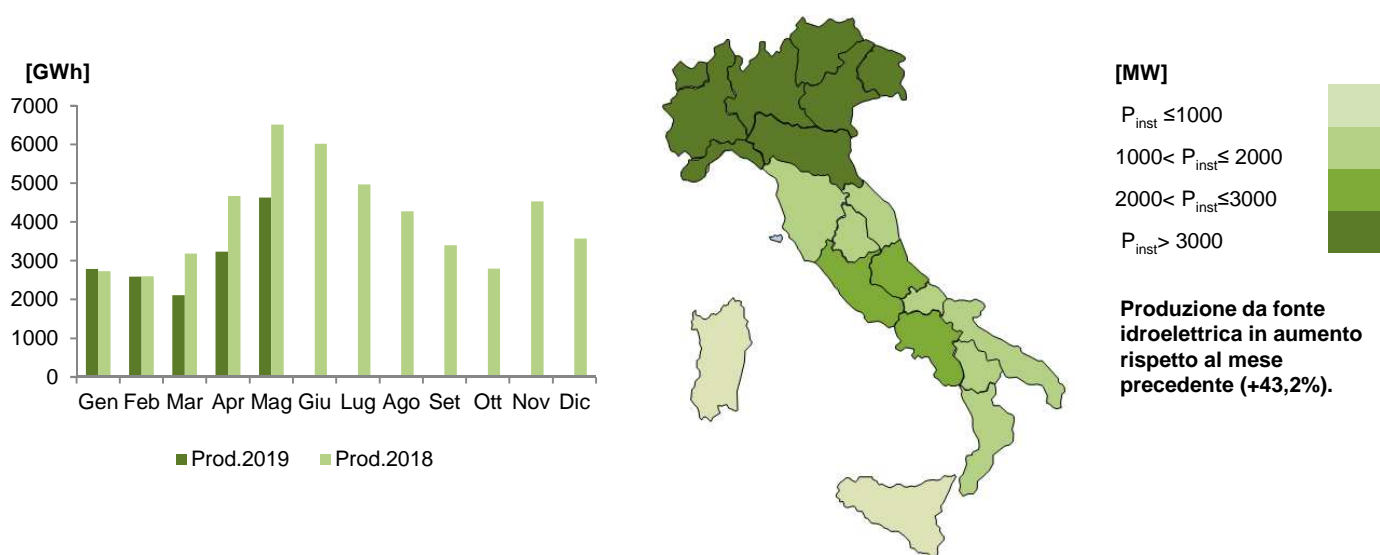 [GWh]
7000
6000
5000
4000
3000
2000
1000
0
Gen Feb Mar Apr Mag Giu Lug Ago Set Ott Nov Dic
Prod.2019 Prod.2018
[MW]
Pinst ≤1000
1000< Pinst≤ 2000
2000< Pinst≤3000
Pinst> 3000
Produzione da fonte
idroelettrica in aumento
rispetto al mese
precedente (+43,2%).